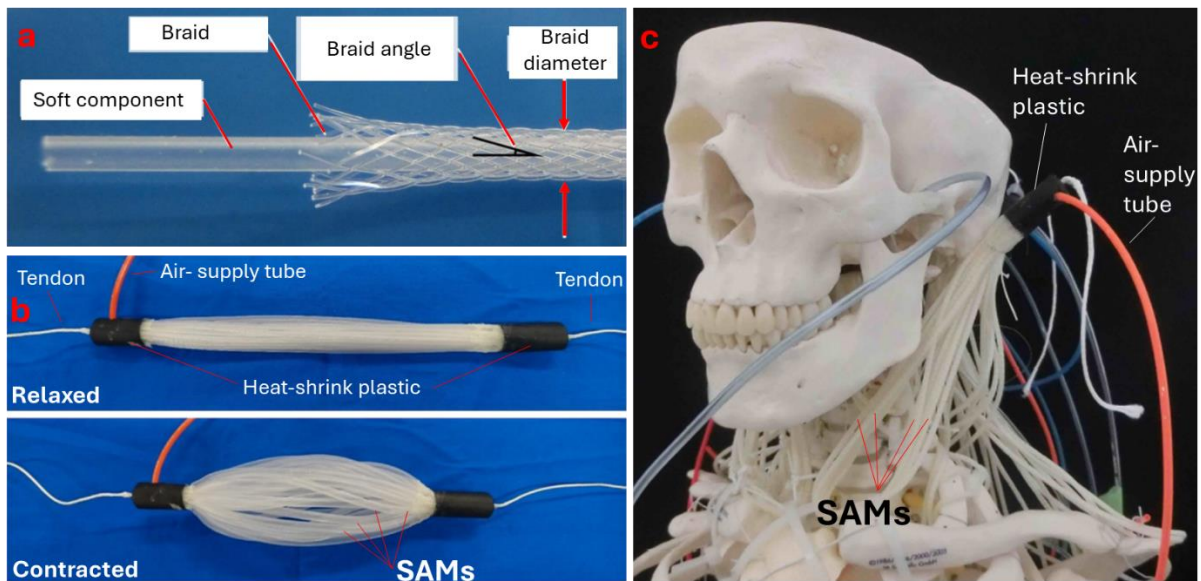 a
Braid
Braid angle
Braid
diameter
Soft component
b
Tendon
Air- supply tube
Tendon
Heat-shrink plastic
Relaxed
Contracted
SAMs
c
Heat-shrink
plastic
Air-
supply
tube
SAMs